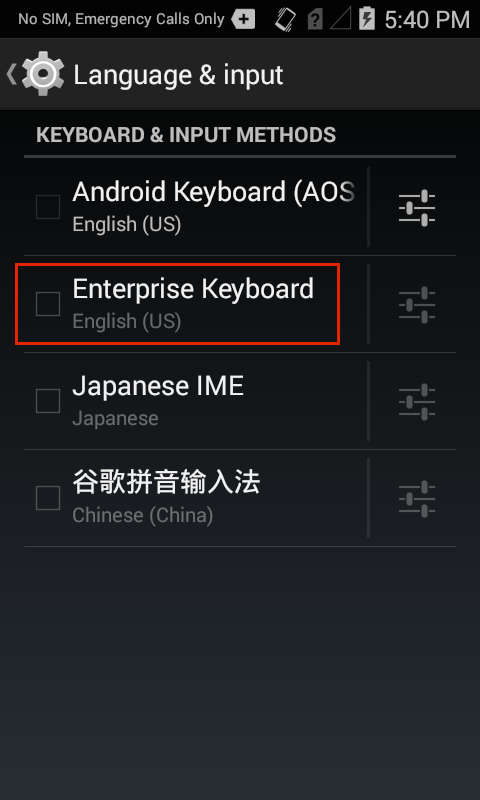 No SIM, Emergency Calls Only 5:40 PM
Language & input
KEYBOARD & INPUT METHODS
Android Keyboard (AOS
English (US)
Enterprise Keyboard
English (US)
Japanese IME
Japanese
谷歌拼音输入法
Chinese (China)